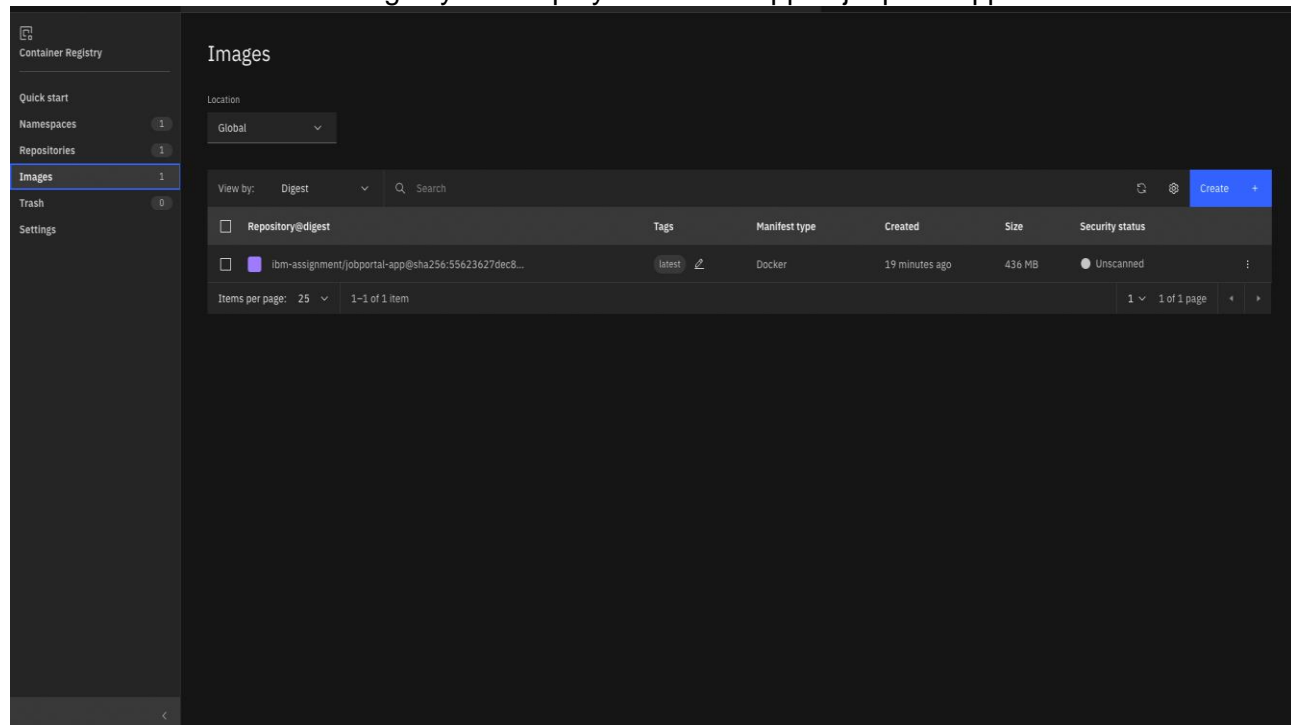 Container Registry
Quick start
Namespaces 1
Repositories 1
Images 1
Trash 0
Settings
Images
Location
Global
View by: Digest Search Create +
Repository@digest Tags Manifest type Created Size Security status
ibm-assignment/jobportal-app@sha256:55623627dec8... latest Docker 19 minutes ago 436 MB Unscanned
Items per page: 25 1–1 of 1 item 1 1 of 1 page